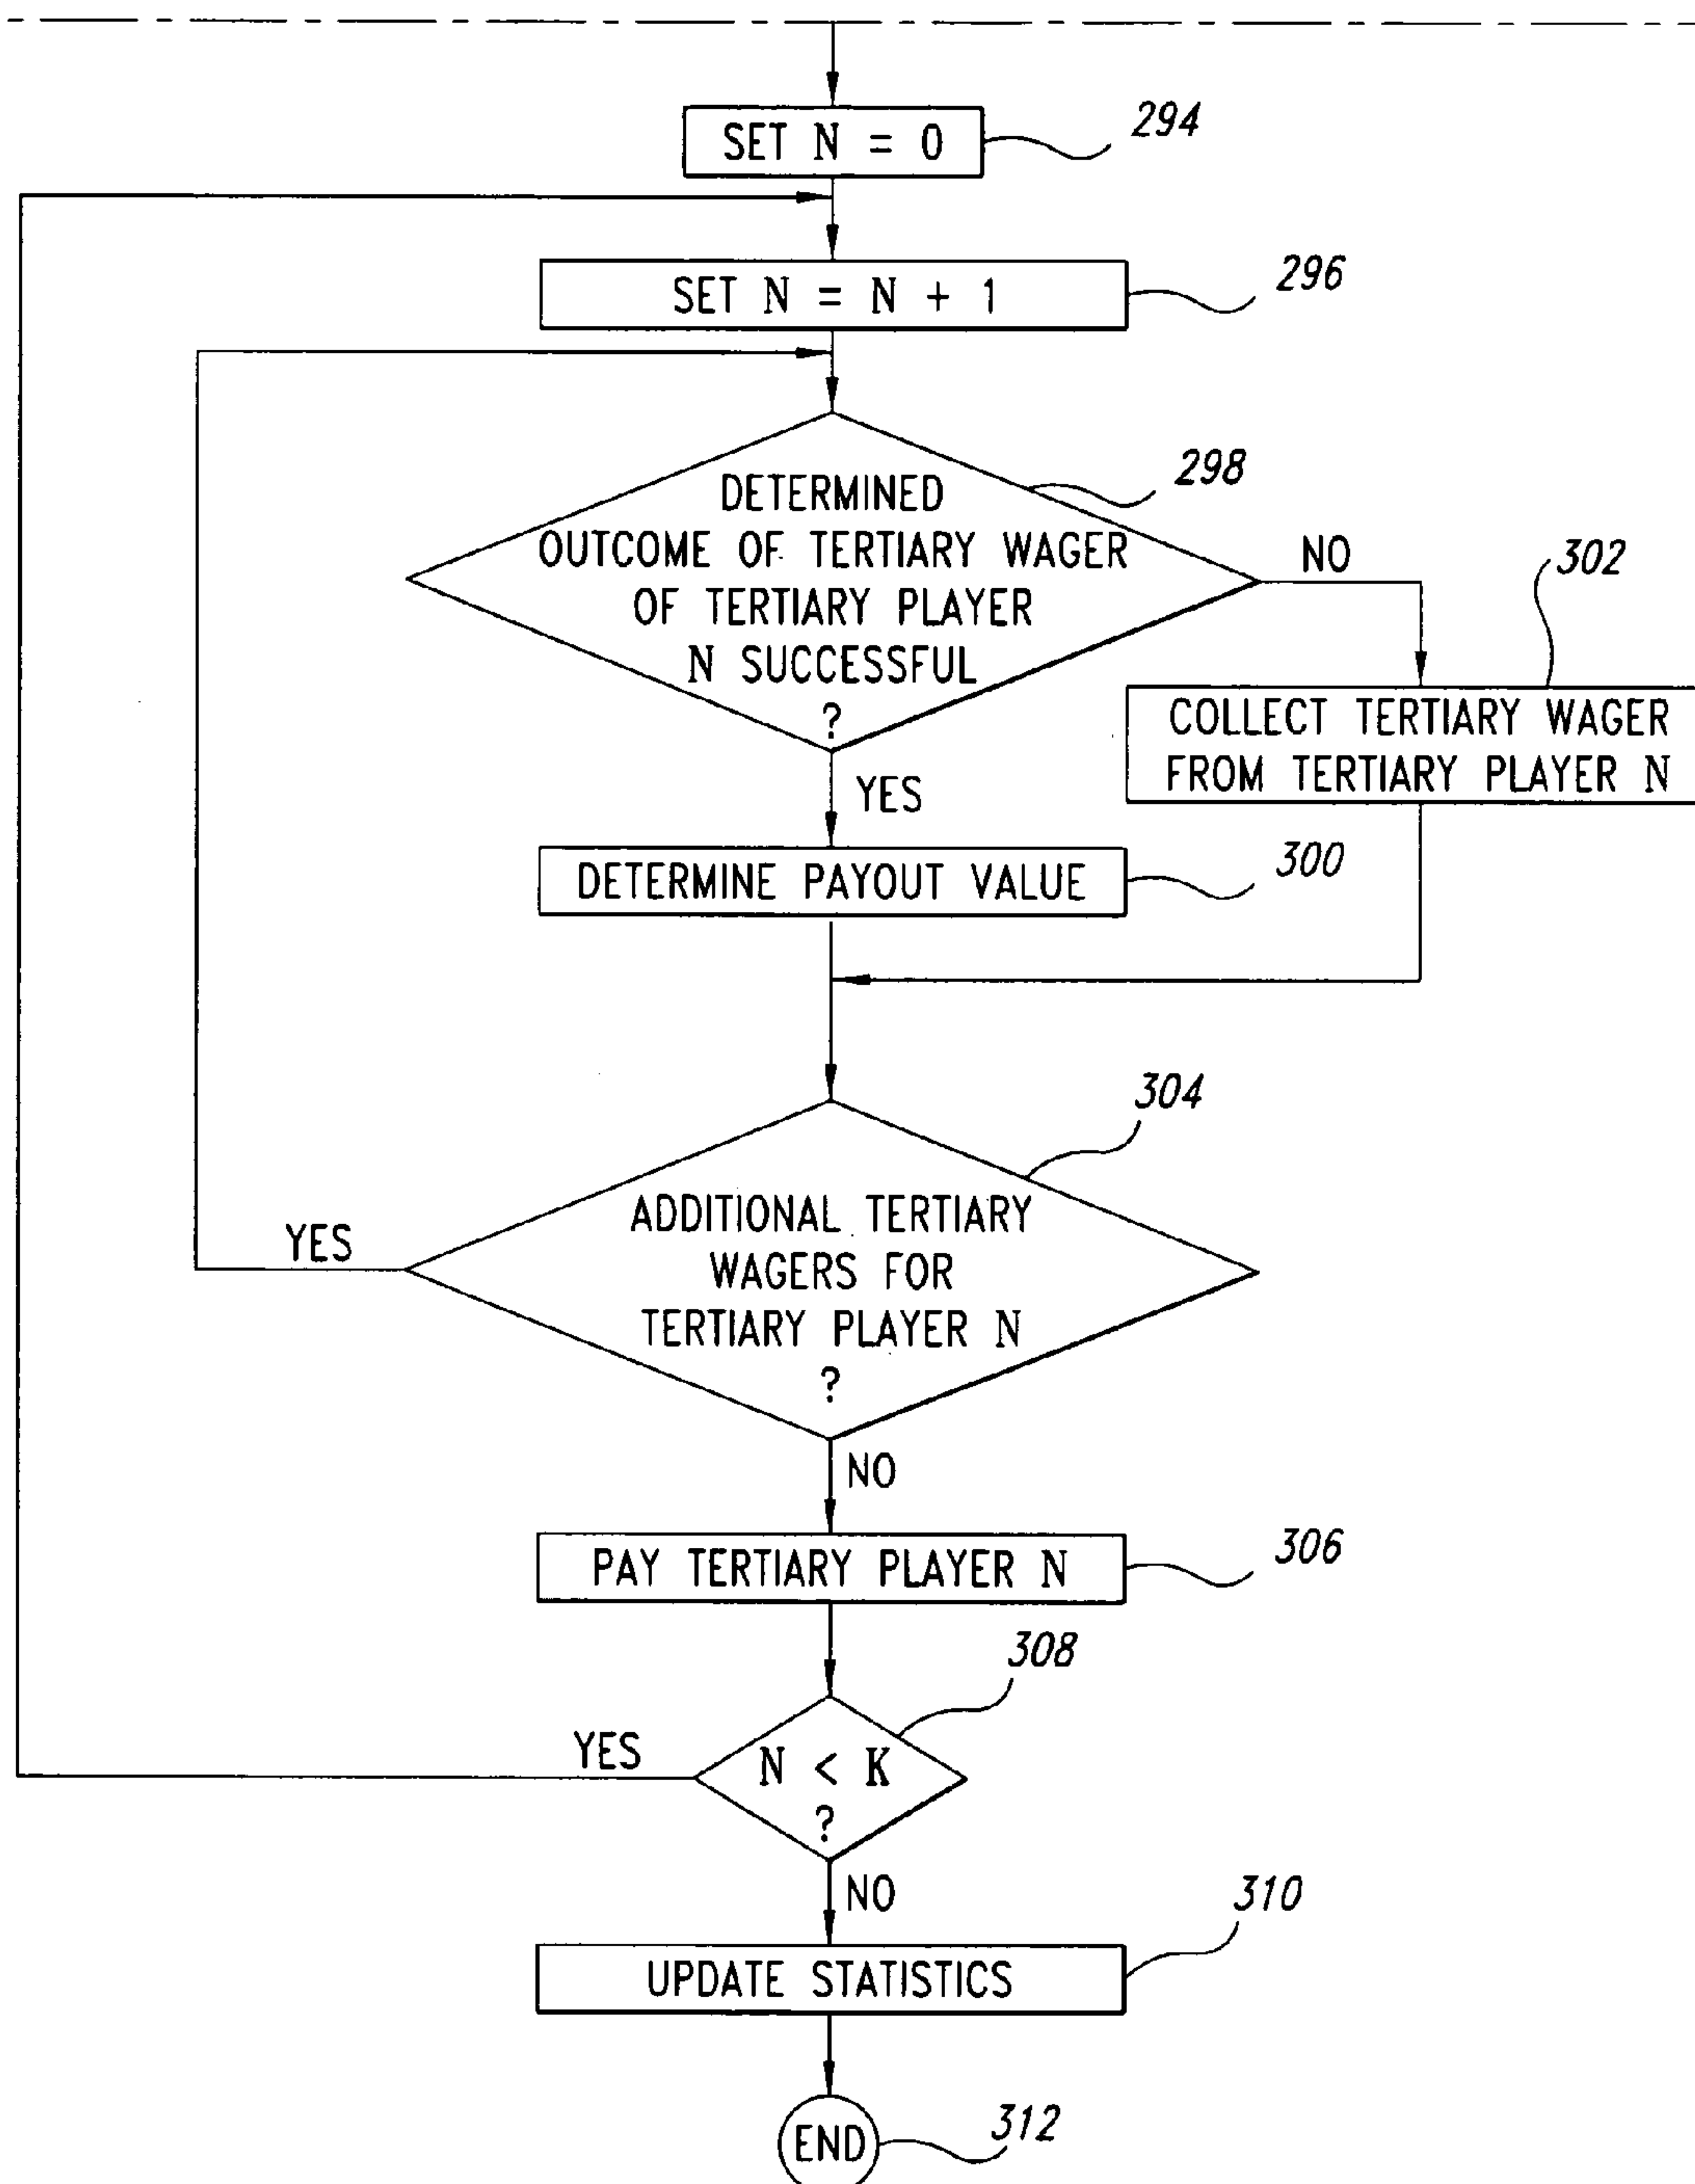 SET N = 0
294
SET N = N + 1
296
298
DETERMINED
OUTCOME OF TERTIARY WAGER
OF TERTIARY PLAYER
N SUCCESSFUL
?
NO
302
COLLECT TERTIARY WAGER
FROM TERTIARY PLAYER N
YES
DETERMINE PAYOUT VALUE
300
304
ADDITIONAL TERTIARY
WAGERS FOR
TERTIARY PLAYER N
?
YES
NO
PAY TERTIARY PLAYER N
306
308
N < K
?
YES
NO
310
UPDATE STATISTICS
END
312